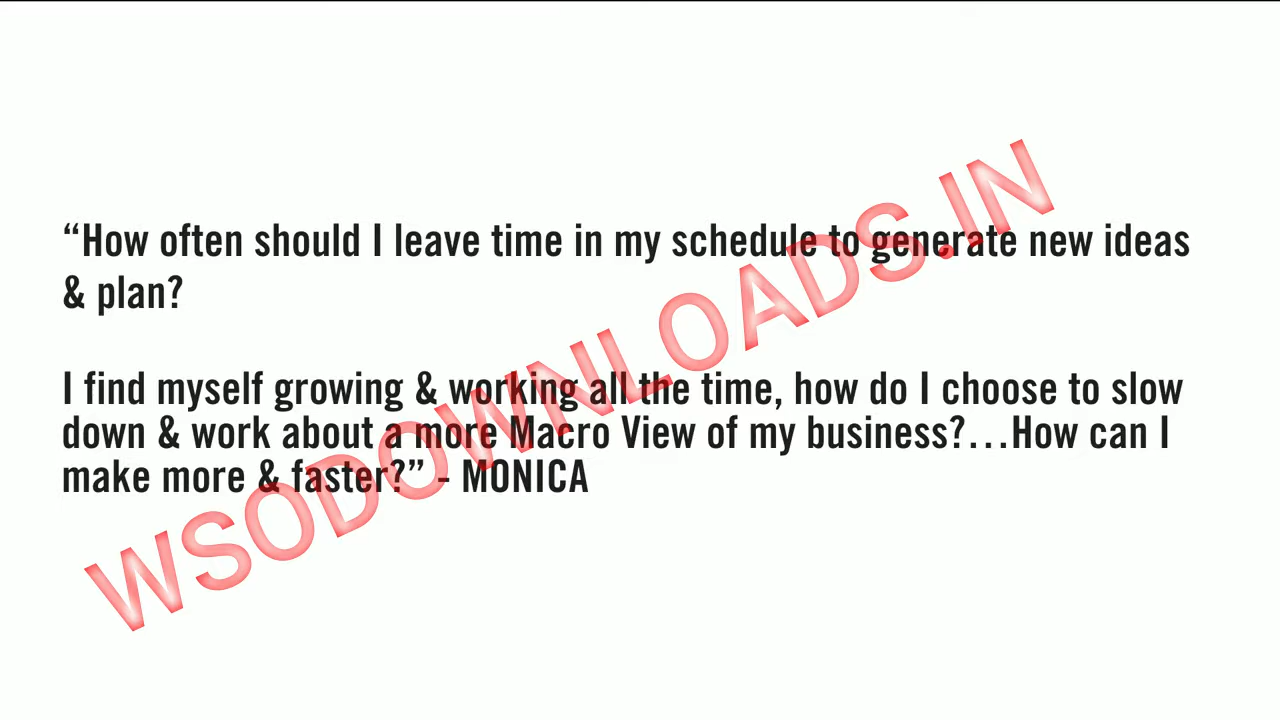 “How often should I leave time in my schedule to generate new ideas
& plan?
I find myself growing & working all the time, how do I choose to slow
down & work about a more Macro View of my business?...How can I
make more & faster?” - MONICA
WSODOWNLOADS.IN